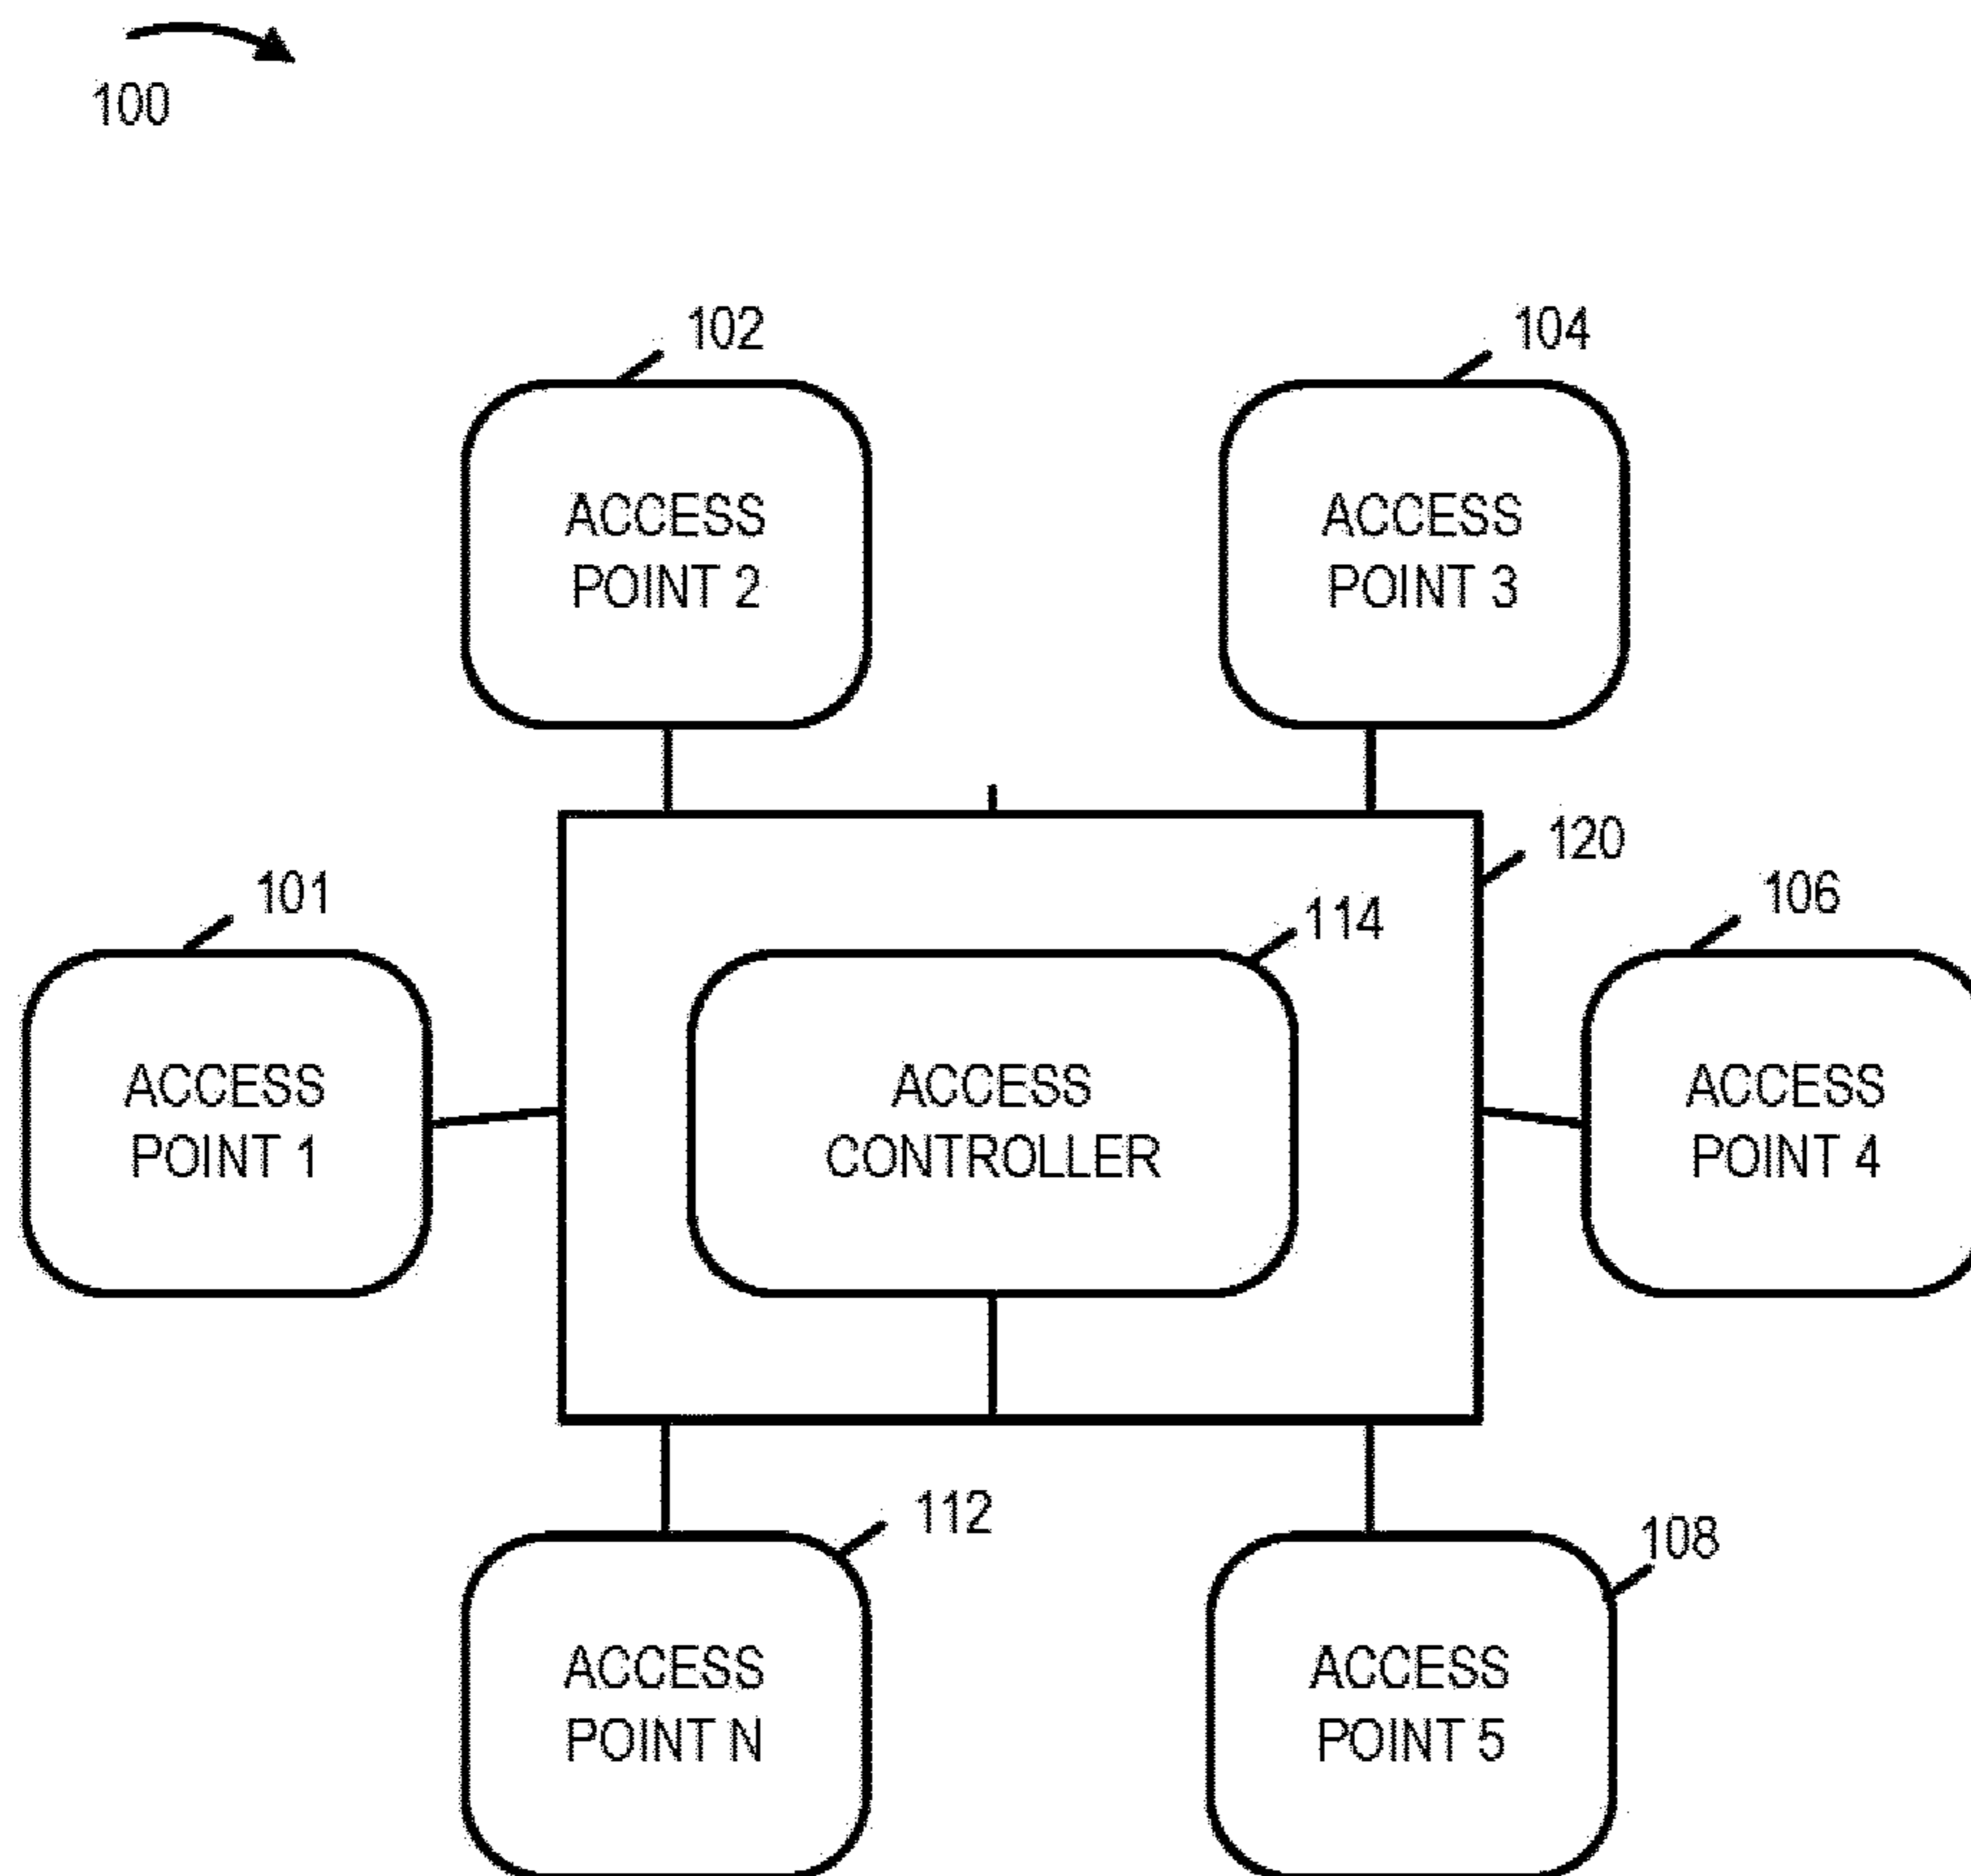 100
102
104
ACCESS
POINT 2
ACCESS
POINT 3
120
101
114
106
ACCESS
POINT 1
ACCESS
CONTROLLER
ACCESS
POINT 4
112
108
ACCESS
POINT N
ACCESS
POINT 5